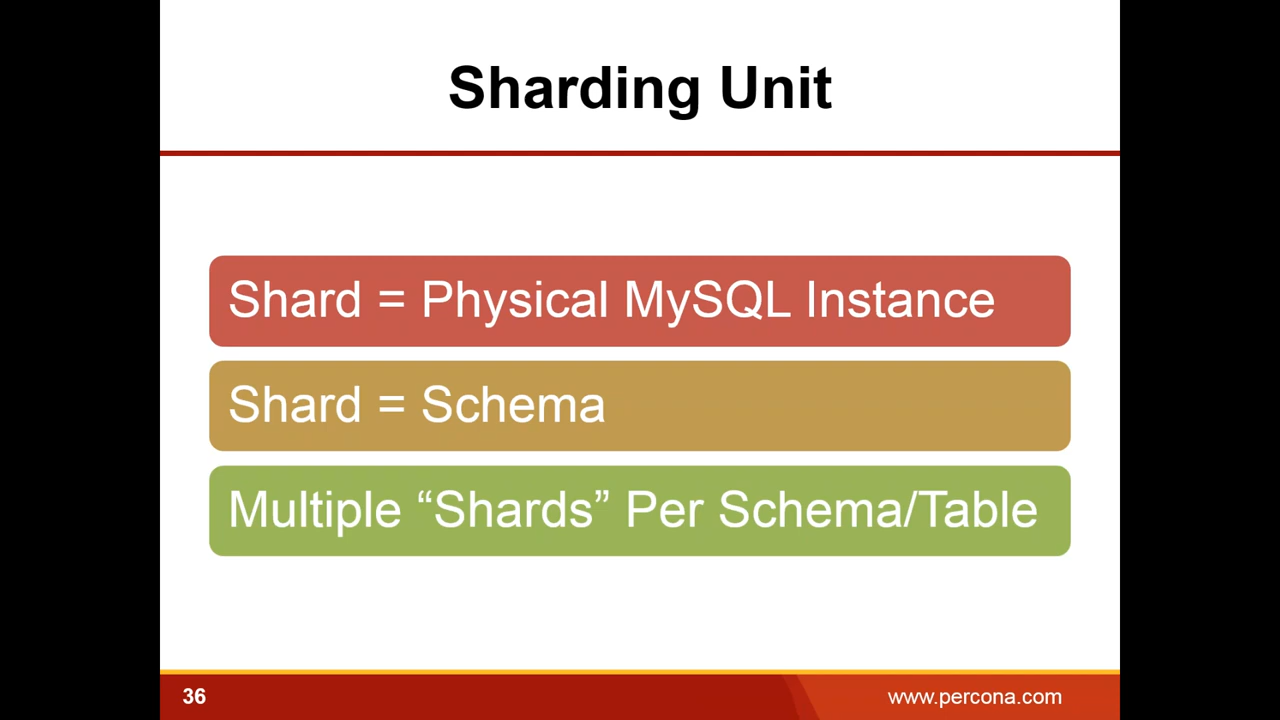 Sharding Unit
Shard = Physical MySQL Instance
Shard = Schema
Multiple “Shards” Per Schema/Table
36
www.percona.com